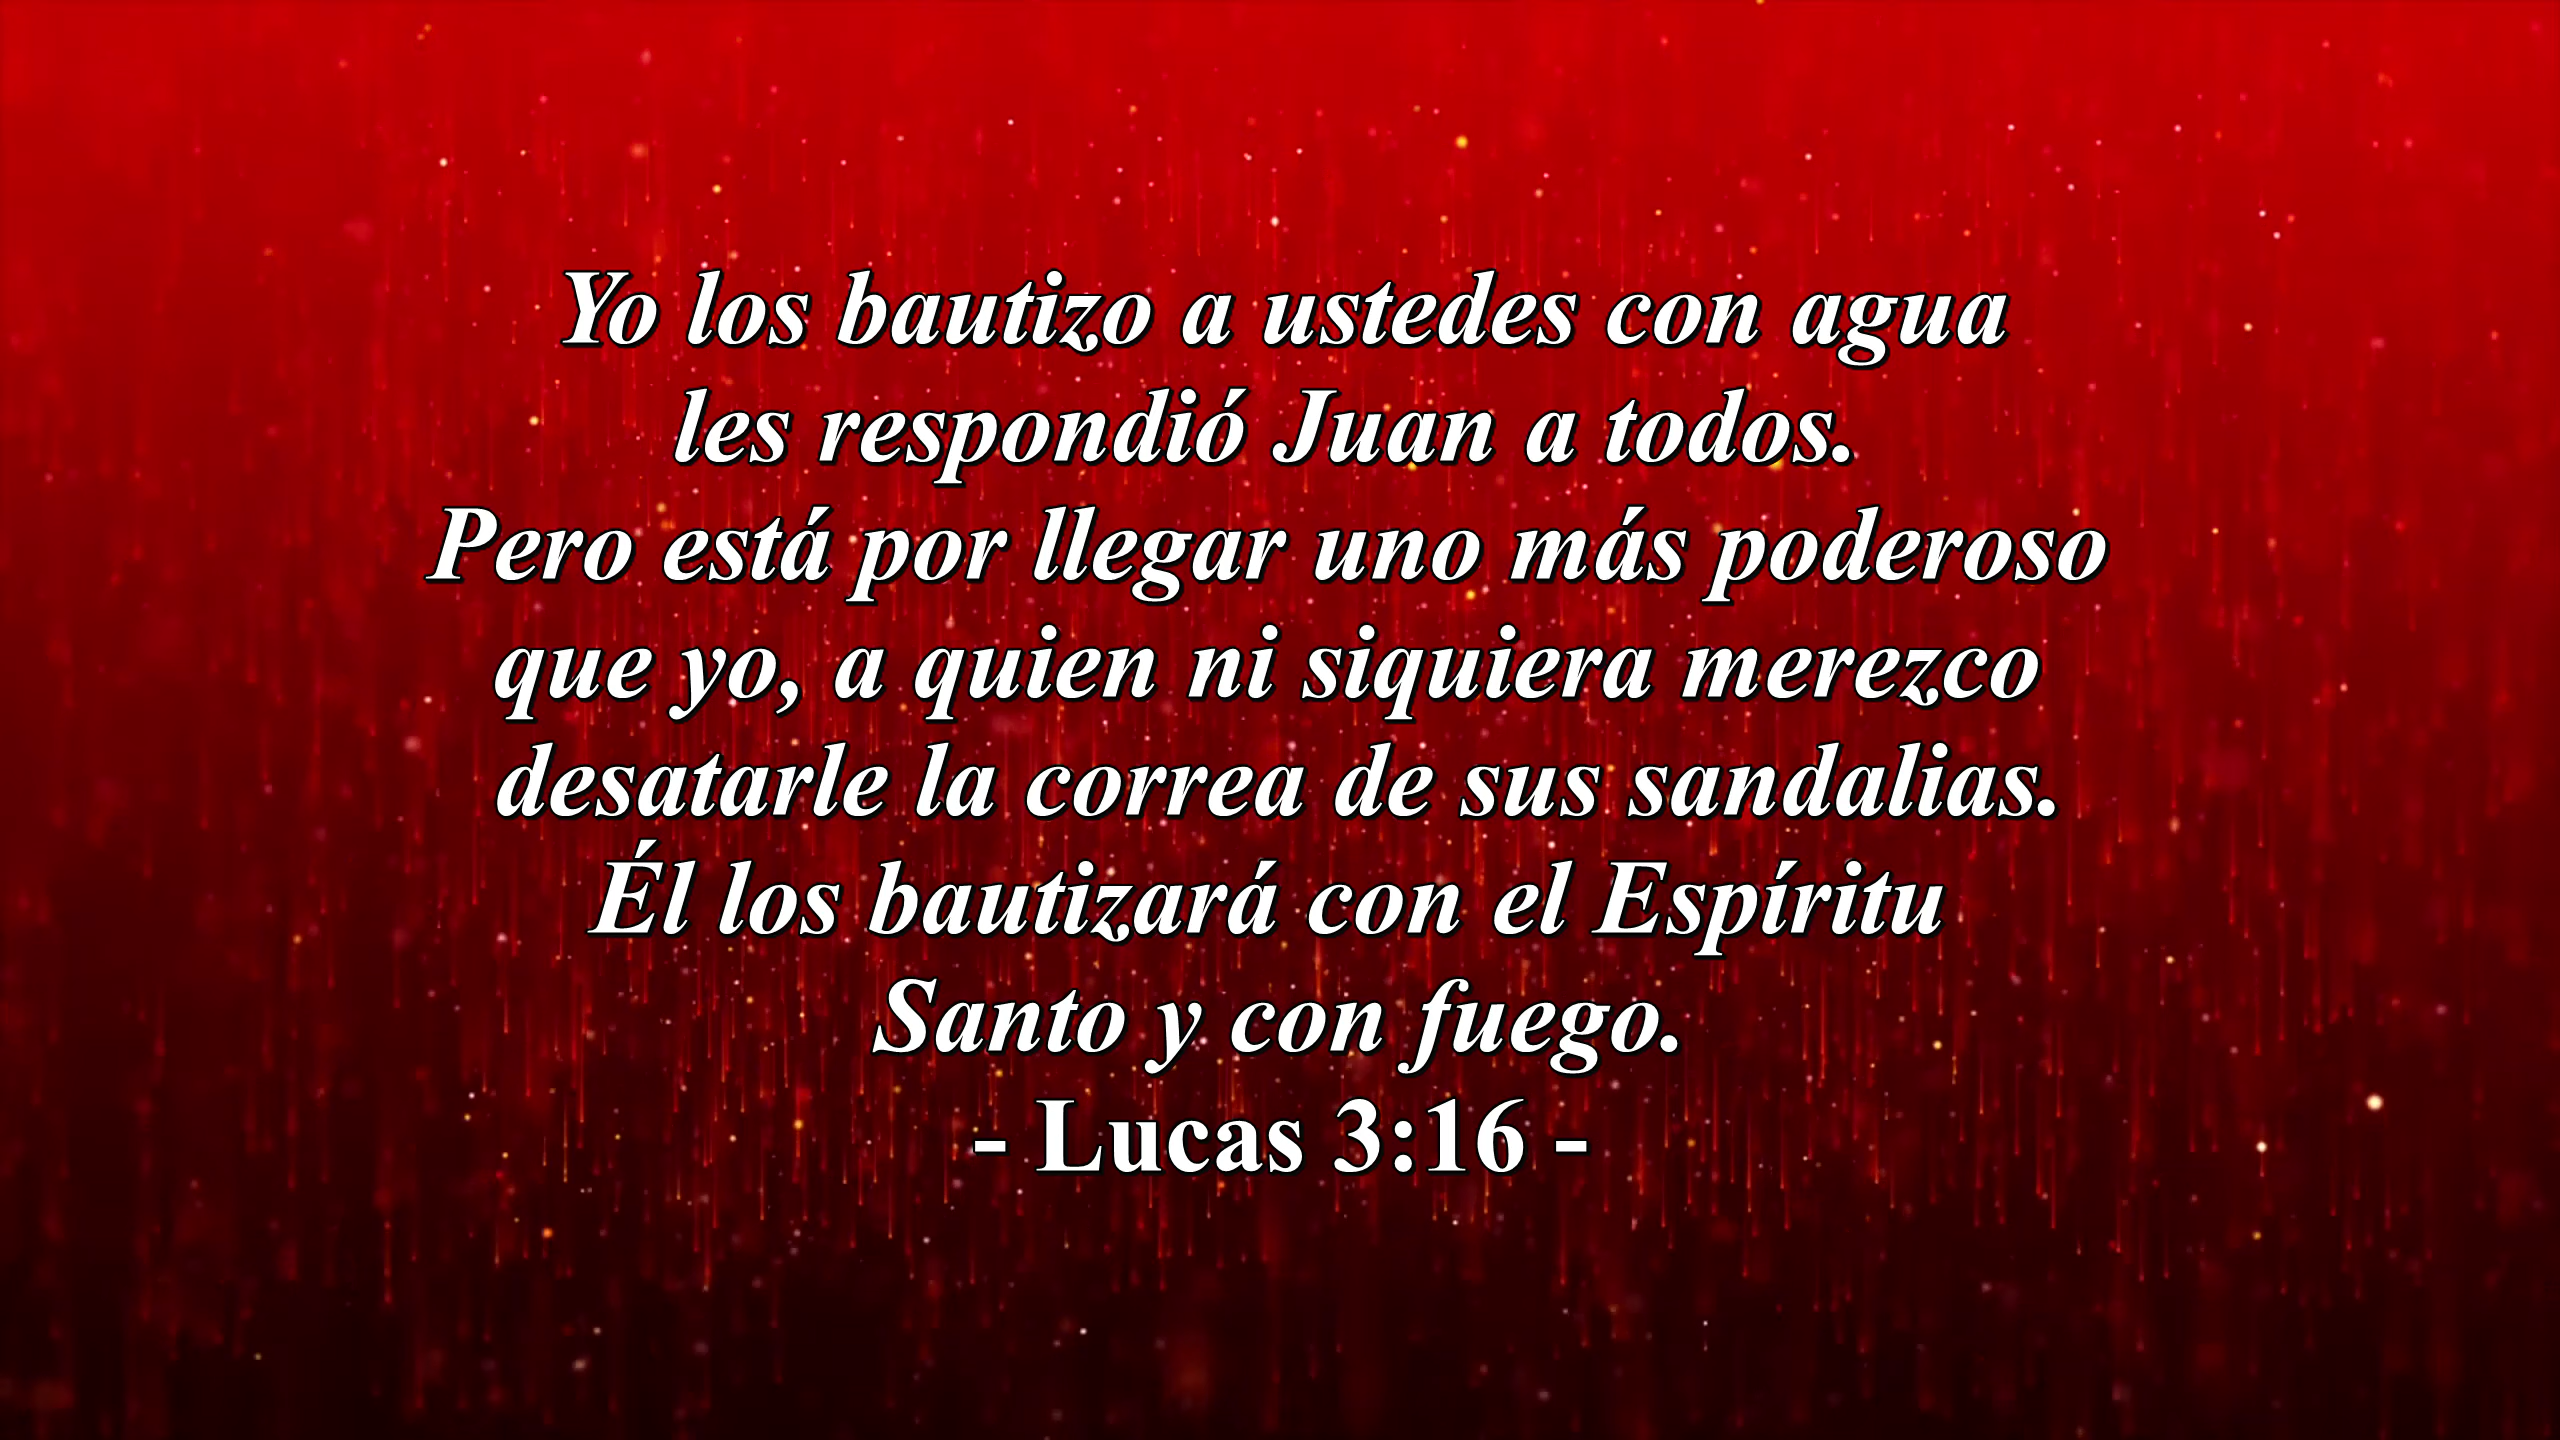 Yo los bautizo a ustedes con agua
les respondió Juan a todos.
Pero está por llegar uno más poderoso
que yo, a quien ni siquiera merezco
desatarle la correa de sus sandalias.
Él los bautizará con el Espíritu
Santo y con fuego.
- Lucas 3:16 -